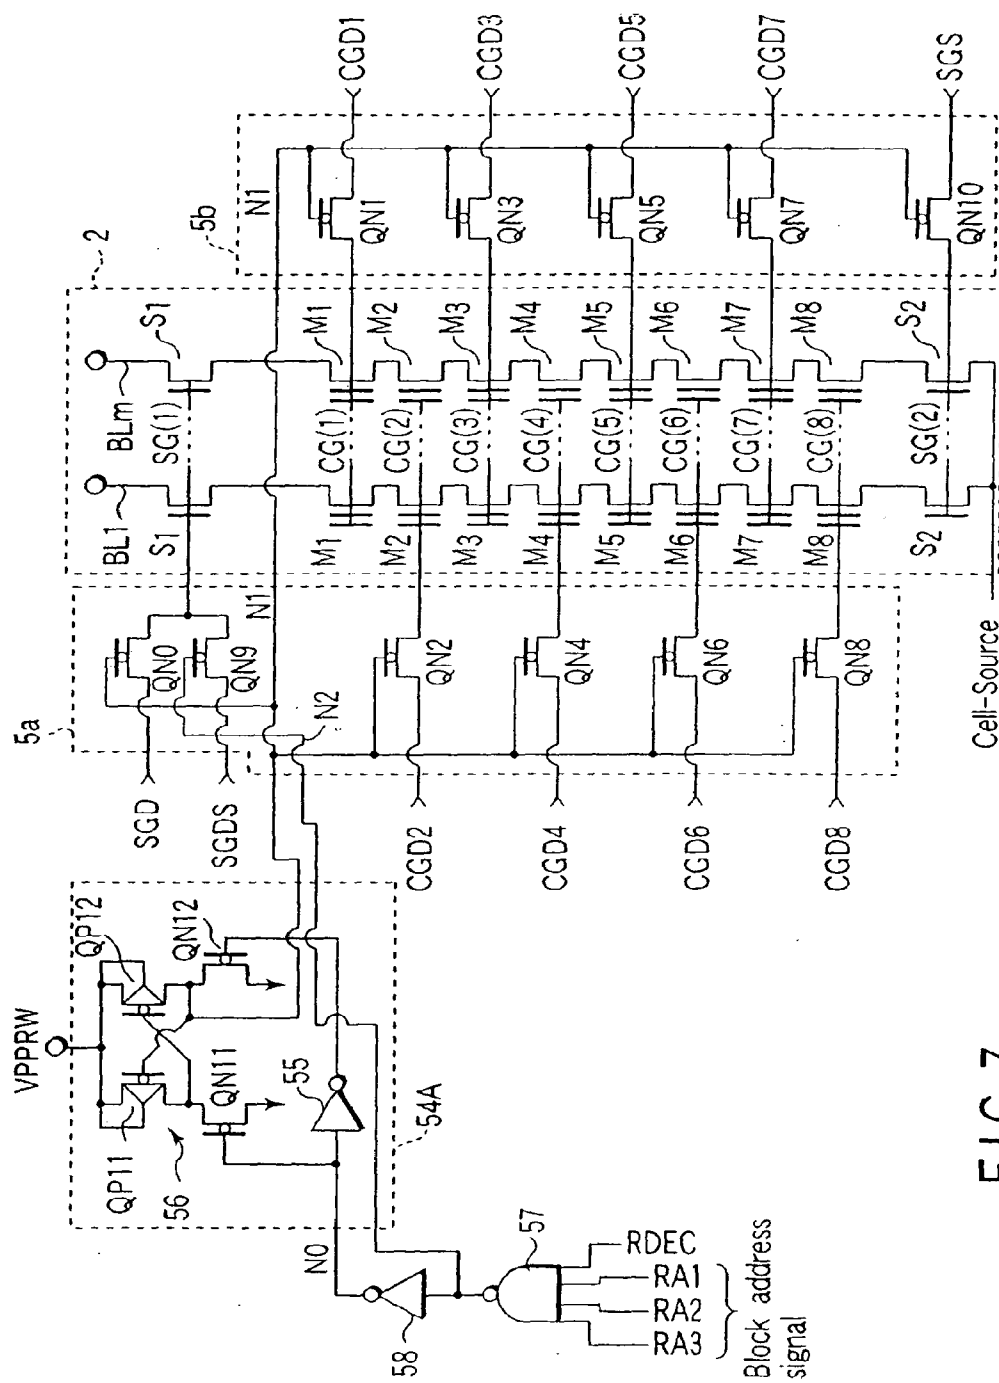 CGD1
CGD3
CGD5
CGD7
SGS
5b
N1
QN1
QN3
QN5
QN7
QN10
2
S1
M1
M2
M3
M4
M5
M6
M7
M8
S2
BLm
SG(1)
CG(1)
CG(2)
CG(3)
CG(4)
CG(5)
CG(6)
CG(7)
CG(8)
SG(2)
BL1
S1
M1
M2
M3
M4
M5
M6
M7
M8
S2
5a
QN0
QN9
N1
N2
QN2
QN4
QN6
QN8
Cell-Source
SGD
SGDS
CGD2
CGD4
CGD6
CGD8
VPPRW
QP12
QN12
QP11
QN11
56
55
54A
N0
58
57
RDEC
RA1
RA2
RA3
Block address
signal
FIG. 7